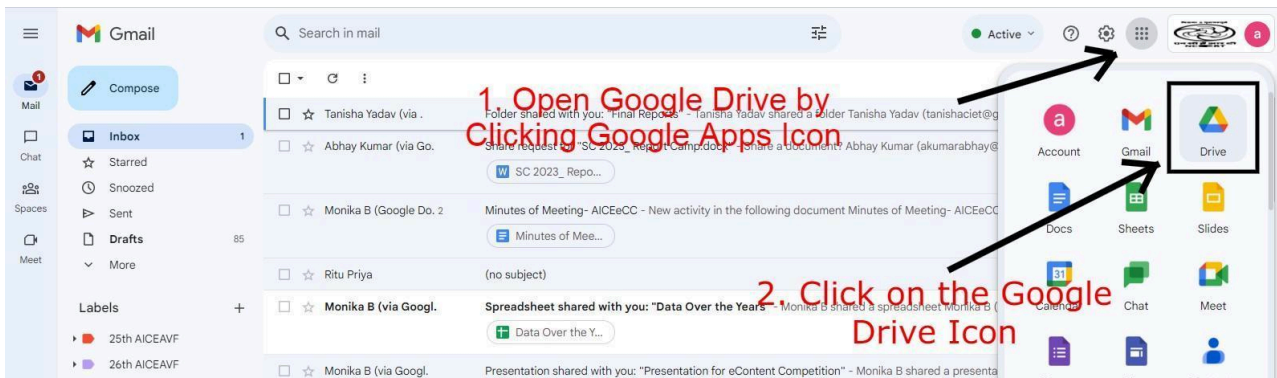 Gmail
Search in mail
Active
a
1
Mail
Compose
Chat
Spaces
Meet
Inbox 1
Starred
Snoozed
Sent
Drafts 85
More
Labels +
25th AICEAVF
26th AICEAVF
Tanisha Yadav (via . Folder shared with you: "Final Reports" - Tanisha Yadav shared a folder Tanisha Yadav (tanishaciet@g
Abhay Kumar (via Go. Share request for "SC 2023_ Report Camp.docx" - Share a document? Abhay Kumar (akumarabhay@
W SC 2023_ Repo...
Monika B (Google Do. 2 Minutes of Meeting- AICEeCC - New activity in the following document Minutes of Meeting- AICEeCC
Minutes of Mee...
Ritu Priya (no subject)
Monika B (via Googl. Spreadsheet shared with you: "Data Over the Years" - Monika B shared a spreadsheet Monika B (
Data Over the Y...
Monika B (via Googl. Presentation shared with you: "Presentation for eContent Competition" - Monika B shared a presenta
1. Open Google Drive by
Clicking Google Apps Icon
2. Click on the Google
Drive Icon
a
Account Gmail Drive
Docs Sheets Slides
31
Calendar Chat Meet